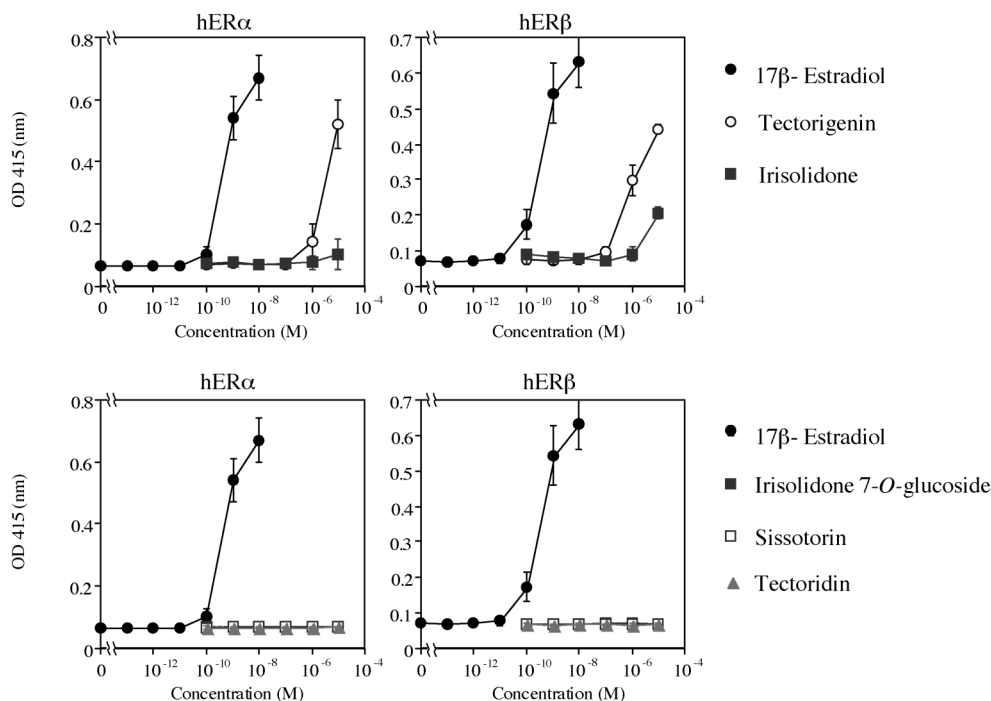 hERα
OD 415 (nm)
0.8
0.6
0.4
0.2
0
0
10-12
10-10
10-8
10-6
10-4
Concentration (M)
hERβ
0.7
0.6
0.5
0.4
0.3
0.2
0.1
0
0
10-12
10-10
10-8
10-6
10-4
Concentration (M)
17β- Estradiol
Tectorigenin
Irisolidone
hERα
OD 415 (nm)
0.8
0.6
0.4
0.2
0
0
10-12
10-10
10-8
10-6
10-4
Concentration (M)
hERβ
0.7
0.6
0.5
0.4
0.3
0.2
0.1
0
0
10-12
10-10
10-8
10-6
10-4
Concentration (M)
17β- Estradiol
Irisolidone 7-O-glucoside
Sissotorin
Tectoridin